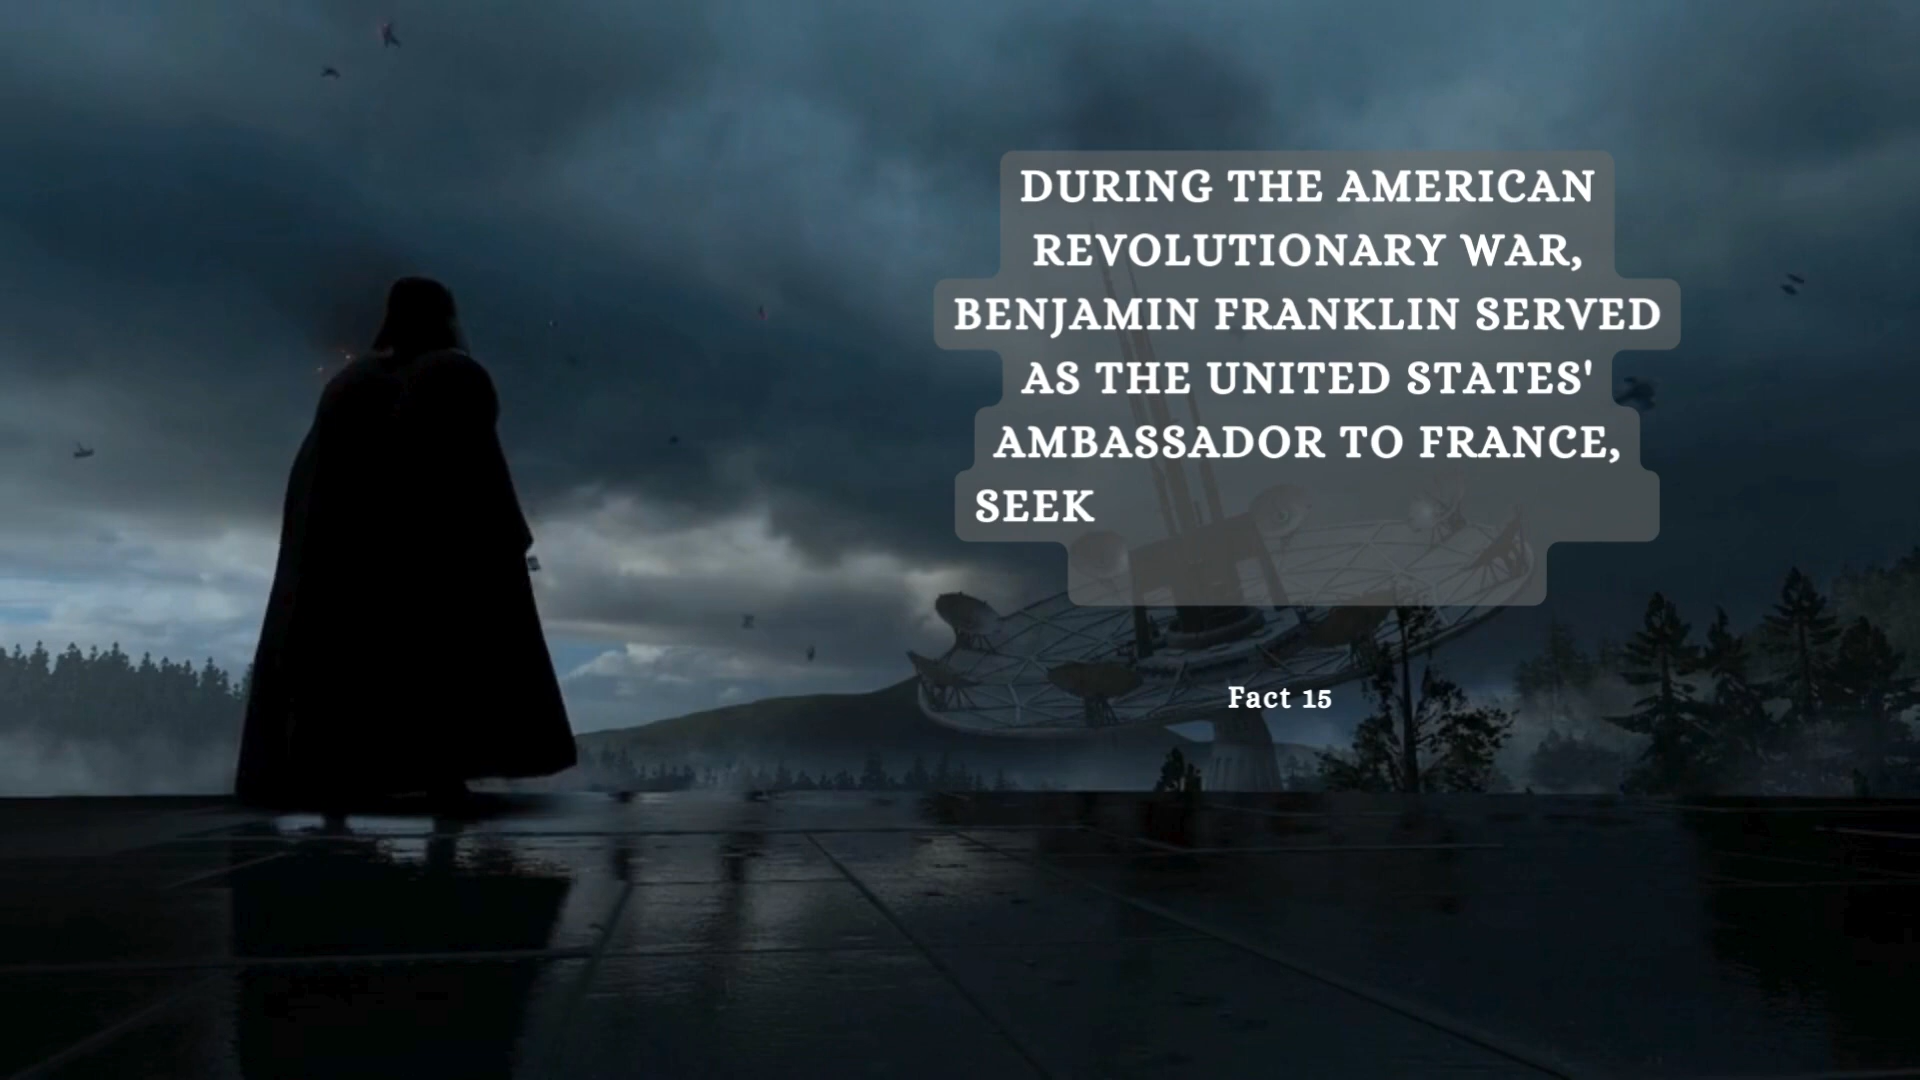 DURING THE AMERICAN
REVOLUTIONARY WAR,
BENJAMIN FRANKLIN SERVED
AS THE UNITED STATES'
AMBASSADOR TO FRANCE,
SEEK
Fact 15